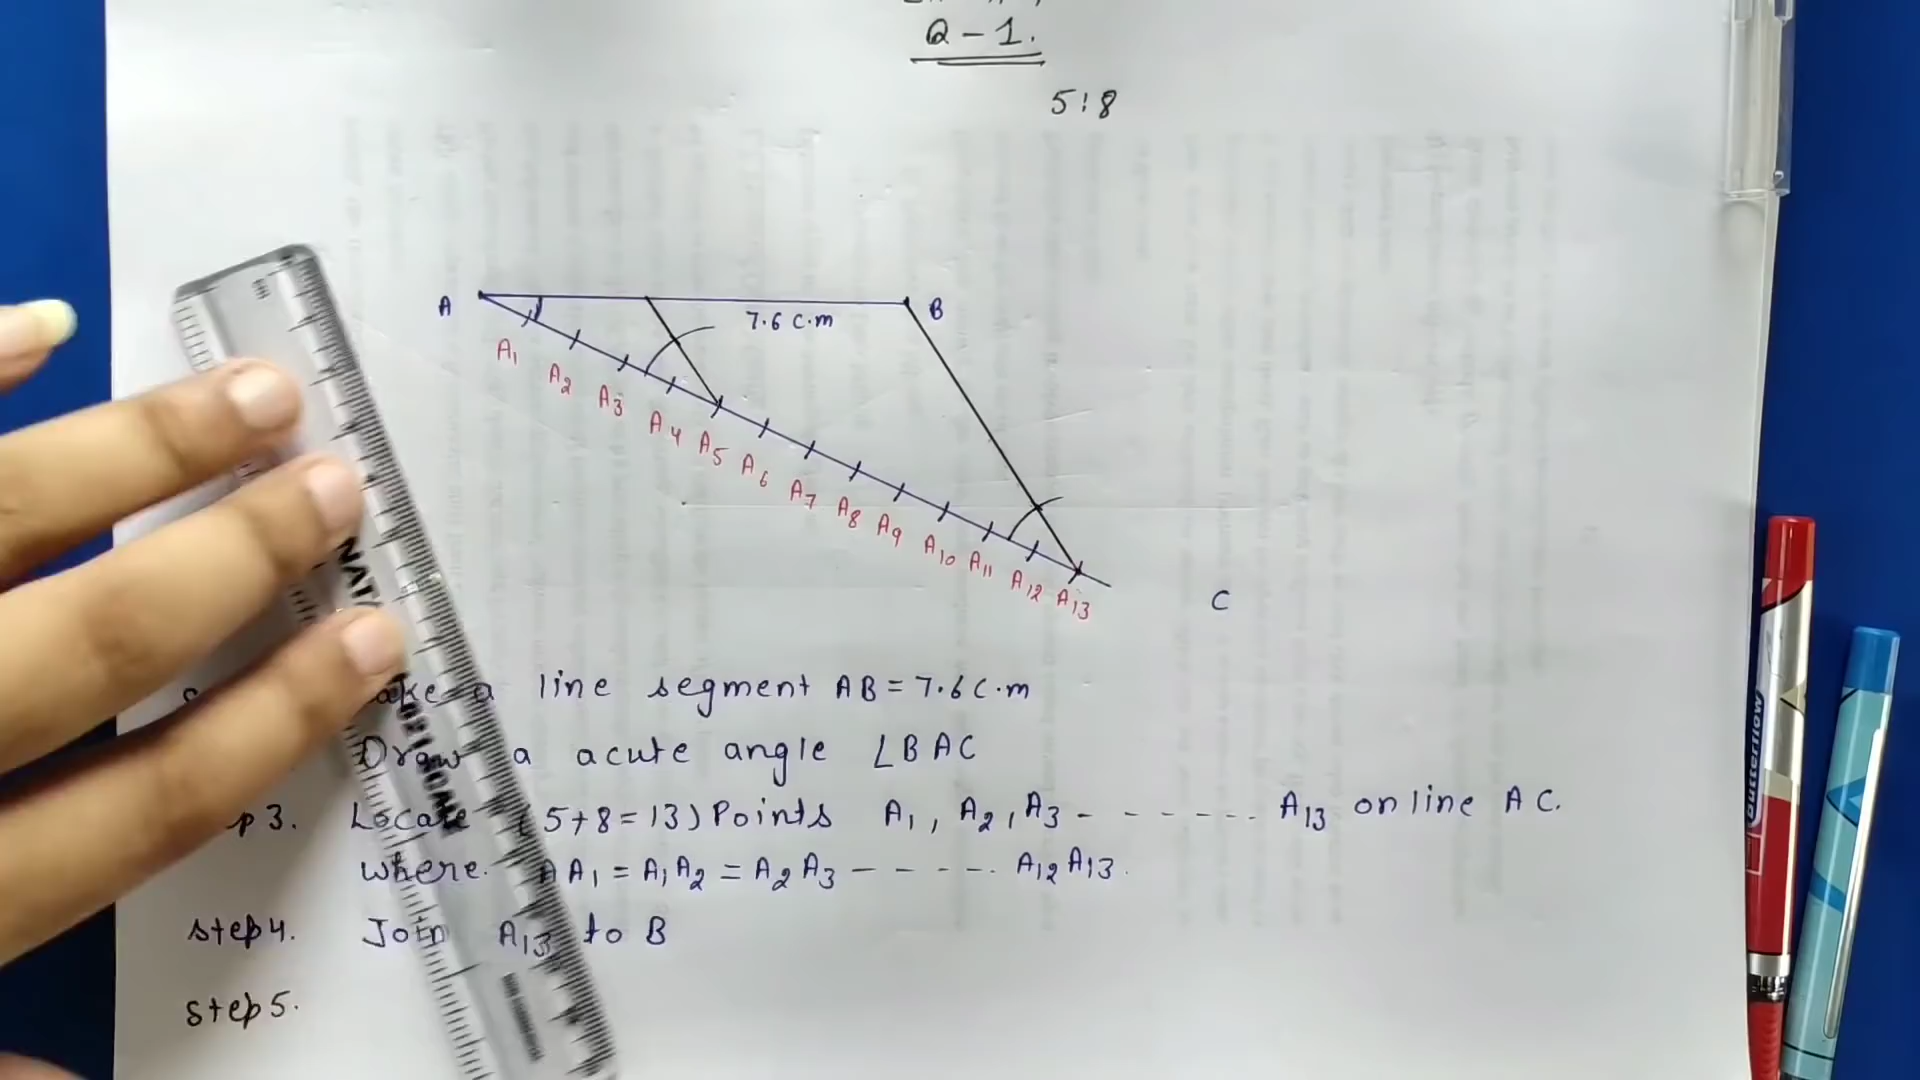 Q-1.
5:8
A
B
7.6 C.m
A1 A2 A3 A4 A5 A6 A7 A8 A9 A10 A11 A12 A13
C
a line segment AB = 7.6 C.m
Draw a acute angle ∠BAC
p3. Locate (5+8=13) Points A1, A2, A3 - - - - - - A13 on line AC.
where. AA1 = A1A2 = A2A3 - - - - -. A12A13.
step4. Join A13 to B
step5.
butterflow